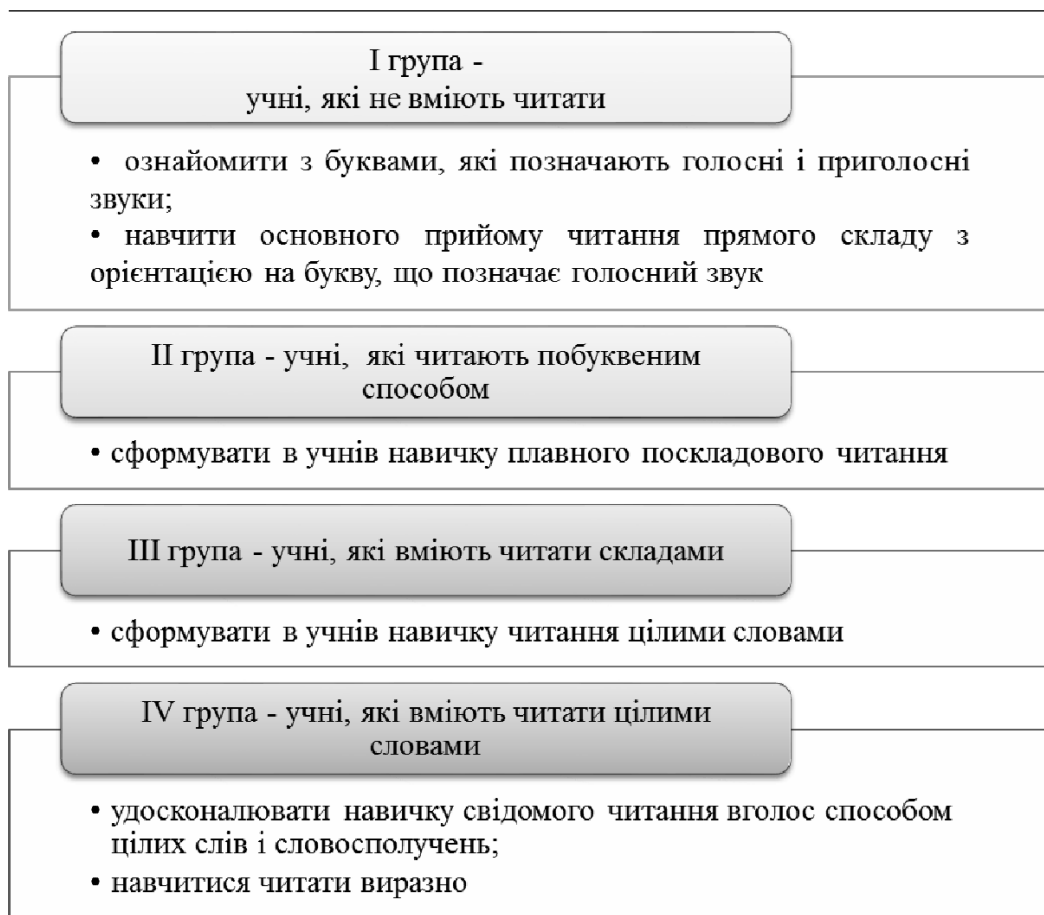 І група -
учні, які не вміють читати
• ознайомити з буквами, які позначають голосні і приголосні
звуки;
• навчити основного прийому читання прямого складу з
орієнтацією на букву, що позначає голосний звук
ІІ група - учні, які читають побуквеним
способом
• сформувати в учнів навичку плавного поскладового читання
ІІІ група - учні, які вміють читати складами
• сформувати в учнів навичку читання цілими словами
IV група - учні, які вміють читати цілими
словами
• удосконалювати навичку свідомого читання вголос способом
цілих слів і словосполучень;
• навчитися читати виразно